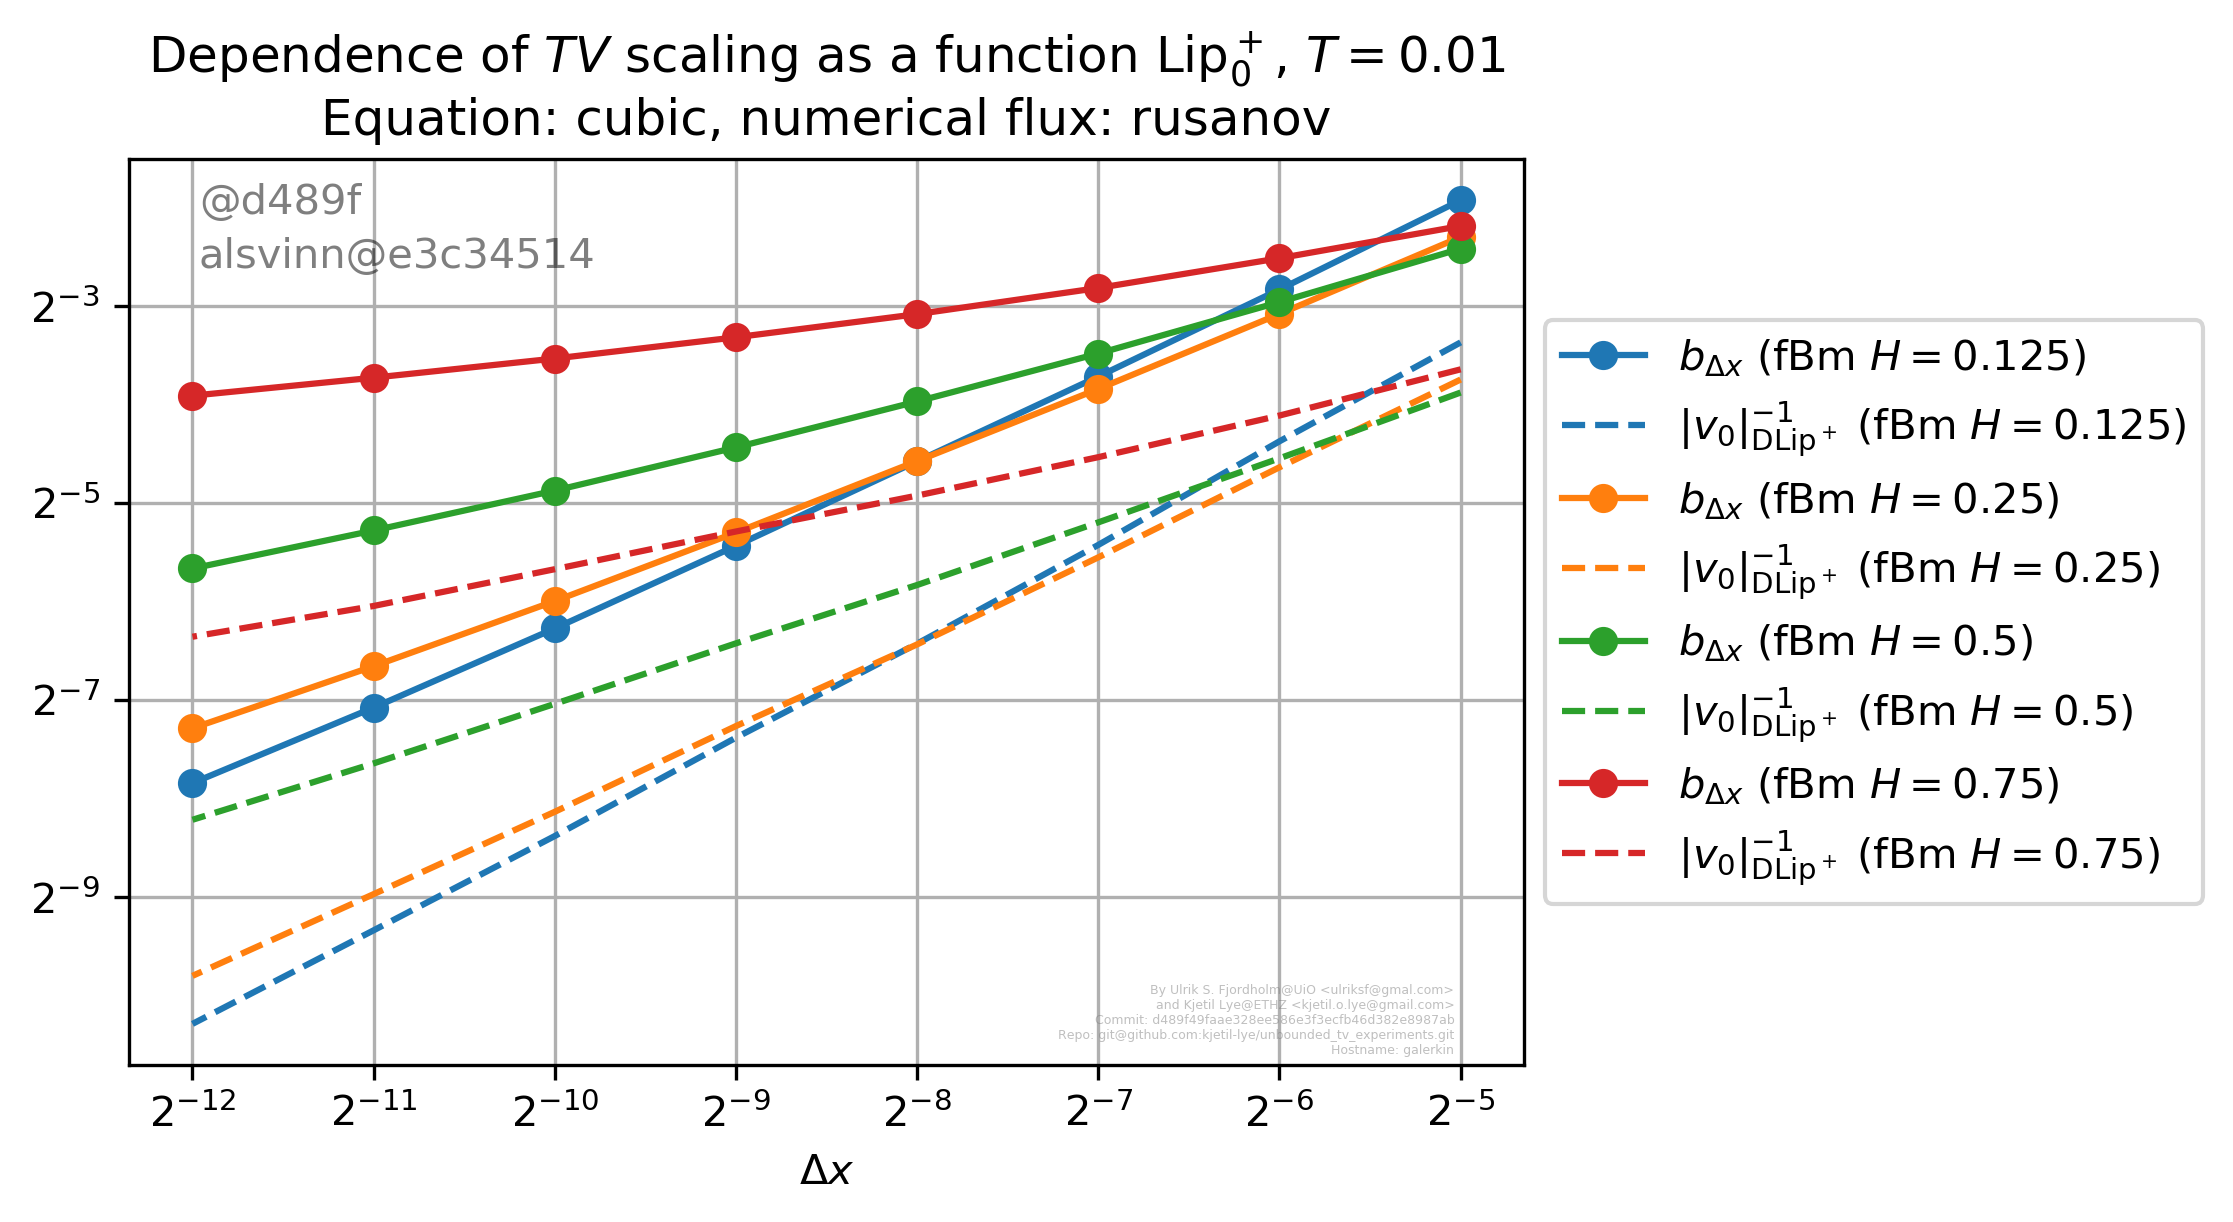 Dependence of TV scaling as a function Lip₀⁺, T = 0.01
Equation: cubic, numerical flux: rusanov
@d489f
alsvinn@e3c34514
2⁻³
2⁻⁵
2⁻⁷
2⁻⁹
b_Δx (fBm H = 0.125)
|v₀|⁻¹_DLip⁺ (fBm H = 0.125)
b_Δx (fBm H = 0.25)
|v₀|⁻¹_DLip⁺ (fBm H = 0.25)
b_Δx (fBm H = 0.5)
|v₀|⁻¹_DLip⁺ (fBm H = 0.5)
b_Δx (fBm H = 0.75)
|v₀|⁻¹_DLip⁺ (fBm H = 0.75)
By Ulrik S. Fjordholm@UiO <ulriksf@gmal.com>
and Kjetil Lye@ETHZ <kjetil.o.lye@gmail.com>
Commit: d489f49faae328ee586e3f3ecfb46d382e8987ab
Repo: git@github.com:kjetil-lye/unbounded_tv_experiments.git
Hostname: galerkin
2⁻¹² 2⁻¹¹ 2⁻¹⁰ 2⁻⁹ 2⁻⁸ 2⁻⁷ 2⁻⁶ 2⁻⁵
Δx